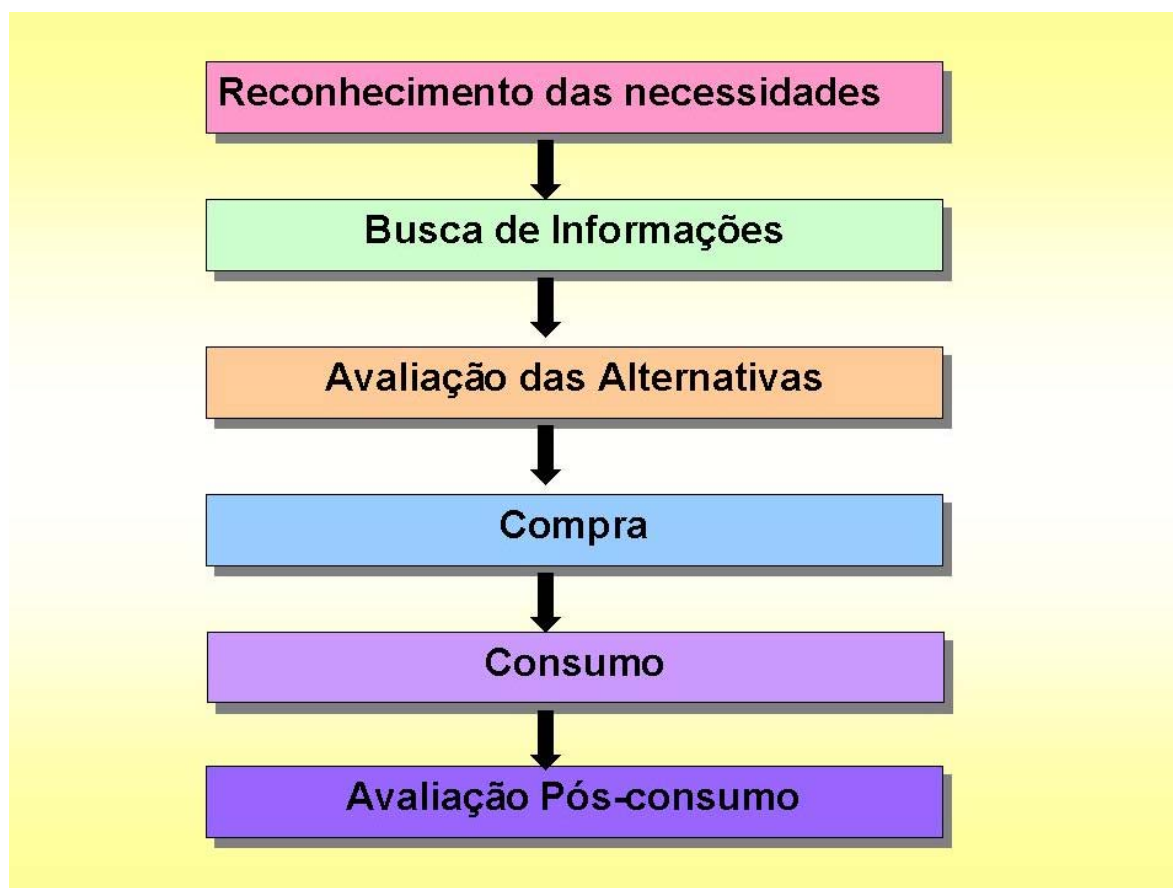 Reconhecimento das necessidades
Busca de Informações
Avaliação das Alternativas
Compra
Consumo
Avaliação Pós-consumo